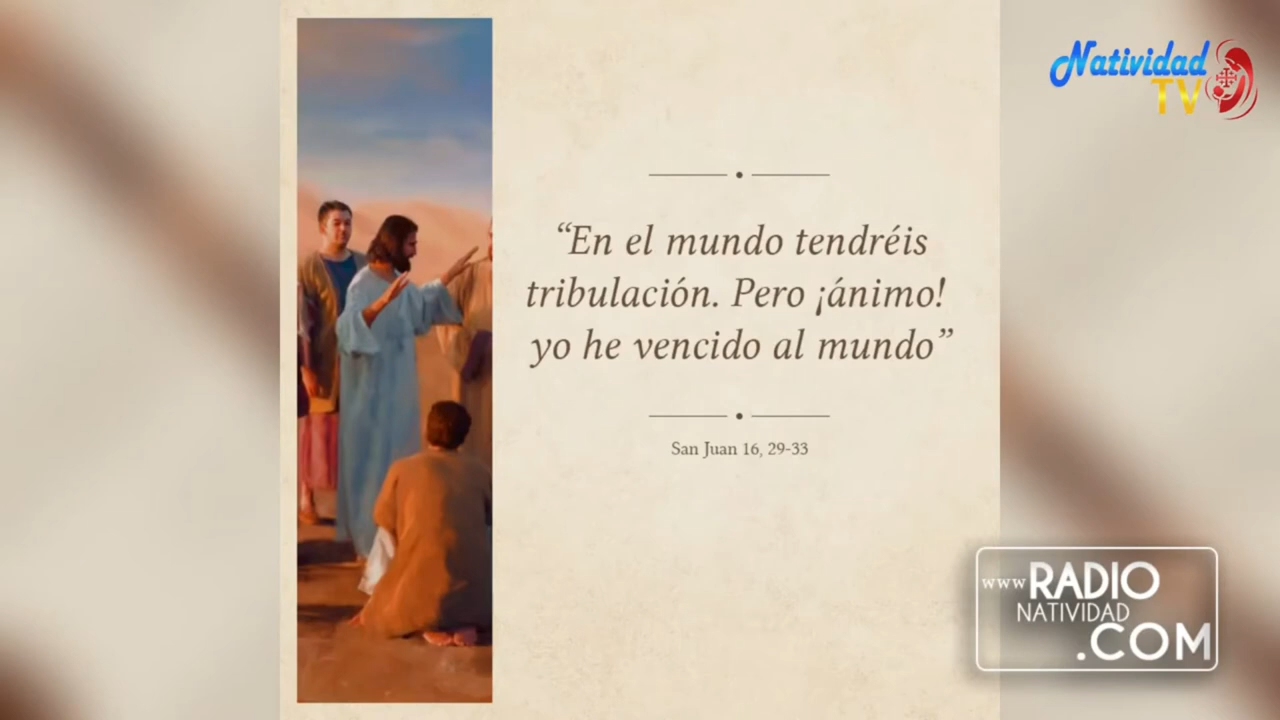 Natividad
TV
“En el mundo tendréis
tribulación. Pero ¡ánimo!
yo he vencido al mundo”
San Juan 16, 29-33
www RADIO
NATIVIDAD
.COM